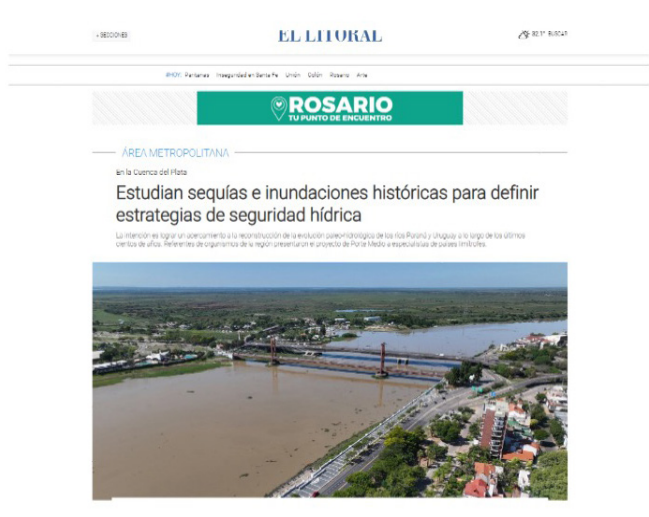 SECCIONES
EL LITORAL
BUSCAR
#HOY: Pantanes Inseguridad en Santa Fe Unión Colón Rosario Arte
ROSARIO
TU PUNTO DE ENCUENTRO
ÁREA METROPOLITANA
En la Cuenca del Plata
Estudian sequías e inundaciones históricas para definir
estrategias de seguridad hídrica
La intención es lograr un acercamiento a la reconstrucción de la evolución paleo-hidrológica de los ríos Paraná y Uruguay a lo largo de los últimos
cientos de años. Referentes de organismos de la región presentaron el proyecto de Porte Medio a especialistas de países limítrofes.